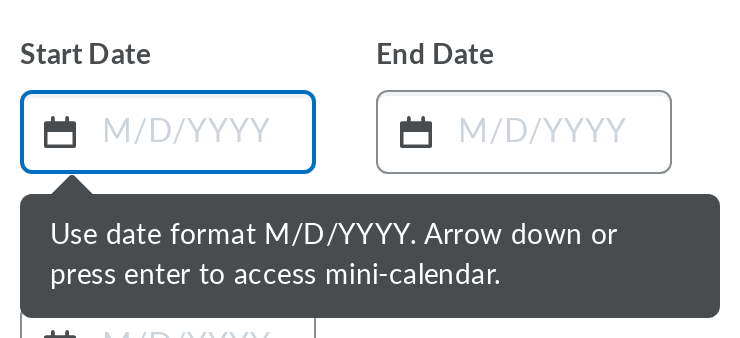 Start Date
End Date
M/D/YYYY
M/D/YYYY
Use date format M/D/YYYY. Arrow down or
press enter to access mini-calendar.
M/D/YYYY